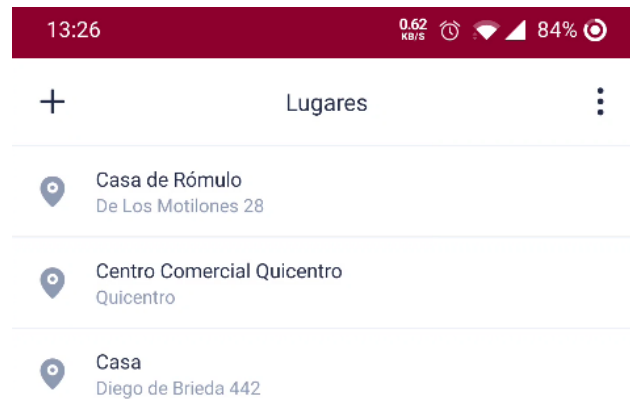 13:26 0.62 KB/S 84%
Lugares
Casa de Rómulo
De Los Motilones 28
Centro Comercial Quicentro
Quicentro
Casa
Diego de Brieda 442